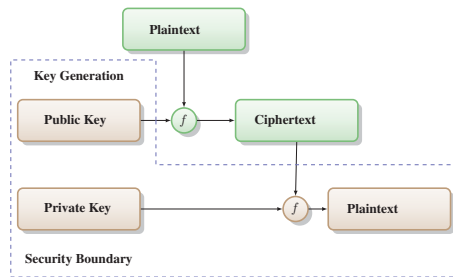 Plaintext
Key Generation
Public Key
f
Ciphertext
Private Key
f
Plaintext
Security Boundary